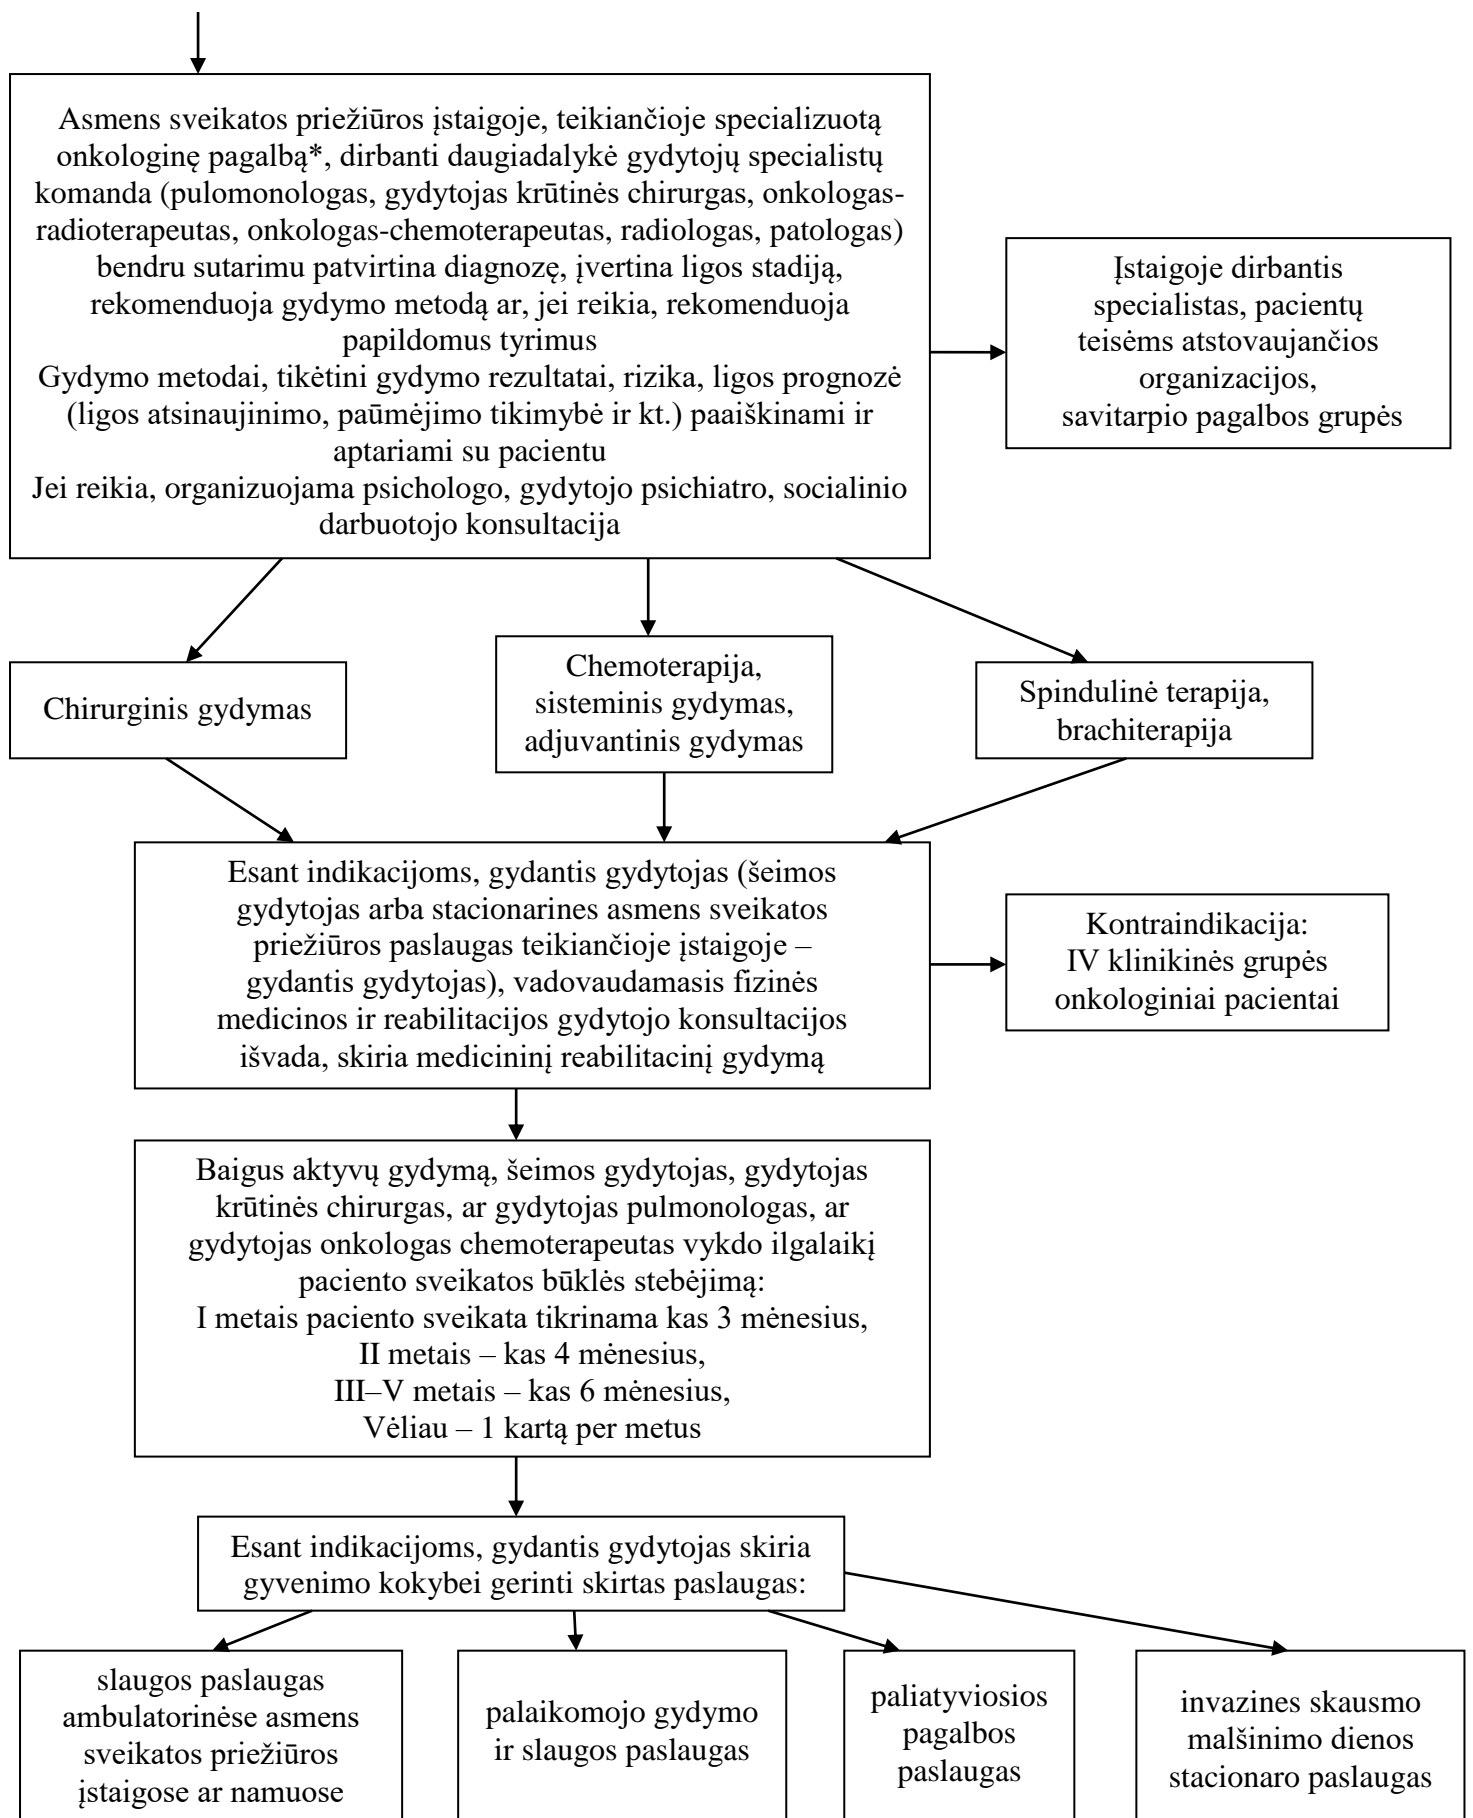 Asmens sveikatos priežiūros įstaigoje, teikiančioje specializuotą
onkologinę pagalbą*, dirbanti daugiadalykė gydytojų specialistų
komanda (pulomonologas, gydytojas krūtinės chirurgas, onkologas-
radioterapeutas, onkologas-chemoterapeutas, radiologas, patologas)
bendru sutarimu patvirtina diagnozę, įvertina ligos stadiją,
rekomenduoja gydymo metodą ar, jei reikia, rekomenduoja
papildomus tyrimus
Gydymo metodai, tikėtini gydymo rezultatai, rizika, ligos prognozė
(ligos atsinaujinimo, paūmėjimo tikimybė ir kt.) paaiškinami ir
aptariami su pacientu
Jei reikia, organizuojama psichologo, gydytojo psichiatro, socialinio
darbuotojo konsultacija
Įstaigoje dirbantis
specialistas, pacientų
teisėms atstovaujančios
organizacijos,
savitarpio pagalbos grupės
Chirurginis gydymas
Chemoterapija,
sisteminis gydymas,
adjuvantinis gydymas
Spindulinė terapija,
brachiterapija
Esant indikacijoms, gydantis gydytojas (šeimos
gydytojas arba stacionarines asmens sveikatos
priežiūros paslaugas teikiančioje įstaigoje –
gydantis gydytojas), vadovaudamasis fizinės
medicinos ir reabilitacijos gydytojo konsultacijos
išvada, skiria medicininį reabilitacinį gydymą
Kontraindikacija:
IV klinikinės grupės
onkologiniai pacientai
Baigus aktyvų gydymą, šeimos gydytojas, gydytojas
krūtinės chirurgas, ar gydytojas pulmonologas, ar
gydytojas onkologas chemoterapeutas vykdo ilgalaikį
paciento sveikatos būklės stebėjimą:
I metais paciento sveikata tikrinama kas 3 mėnesius,
II metais – kas 4 mėnesius,
III–V metais – kas 6 mėnesius,
Vėliau – 1 kartą per metus
Esant indikacijoms, gydantis gydytojas skiria
gyvenimo kokybei gerinti skirtas paslaugas:
slaugos paslaugas
ambulatorinėse asmens
sveikatos priežiūros
įstaigose ar namuose
palaikomojo gydymo
ir slaugos paslaugas
paliatyviosios
pagalbos
paslaugas
invazines skausmo
malšinimo dienos
stacionaro paslaugas